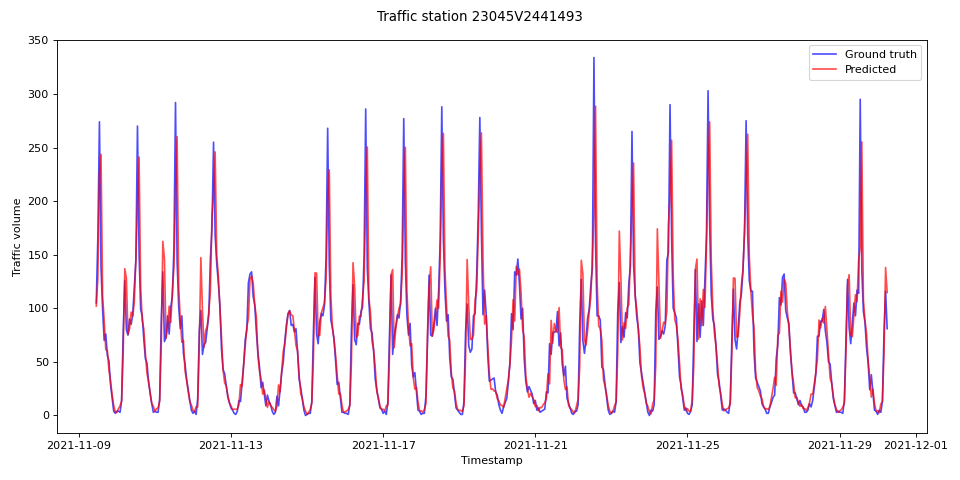 Traffic station 23045V2441493
Ground truth
Predicted
Traffic volume
350
300
250
200
150
100
50
0
2021-11-09 2021-11-13 2021-11-17 2021-11-21 2021-11-25 2021-11-29 2021-12-01
Timestamp